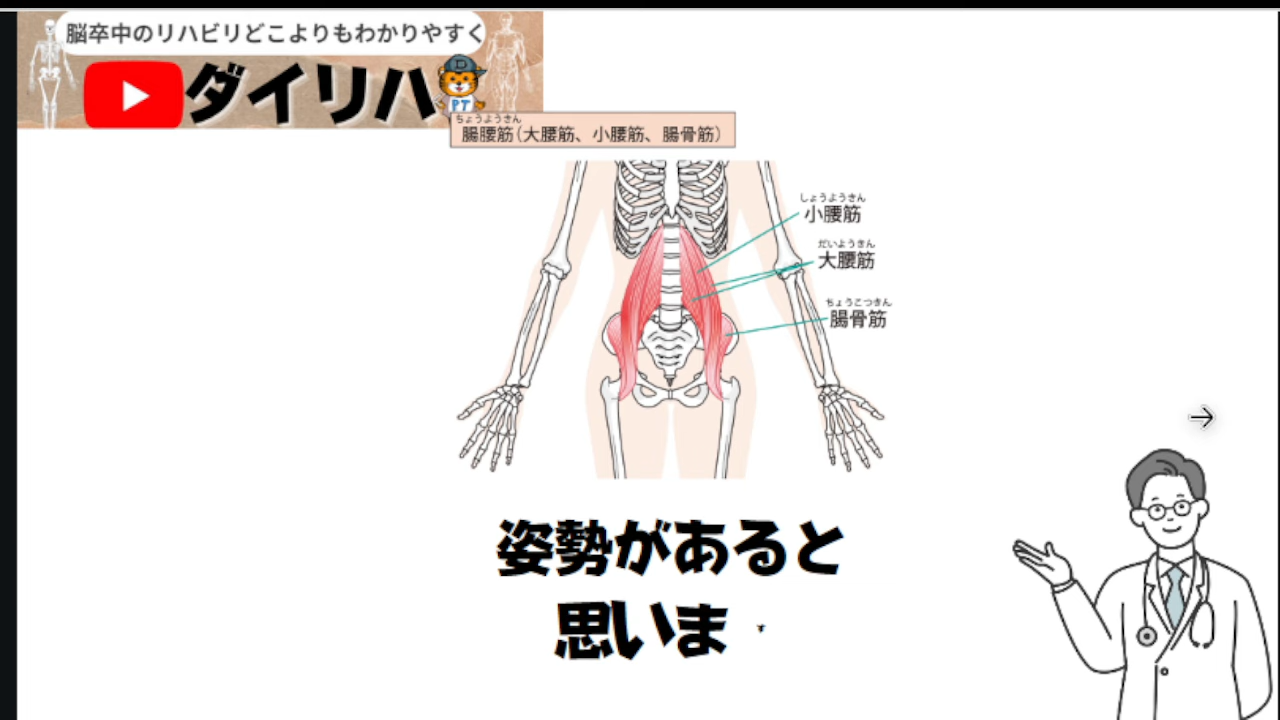 脳卒中のリハビリどこよりもわかりやすく
ダイリハ
D
PT
ちょうようきん
腸腰筋(大腰筋、小腰筋、腸骨筋)
しょうようきん
小腰筋
だいようきん
大腰筋
ちょうこつきん
腸骨筋
姿勢があると
思います